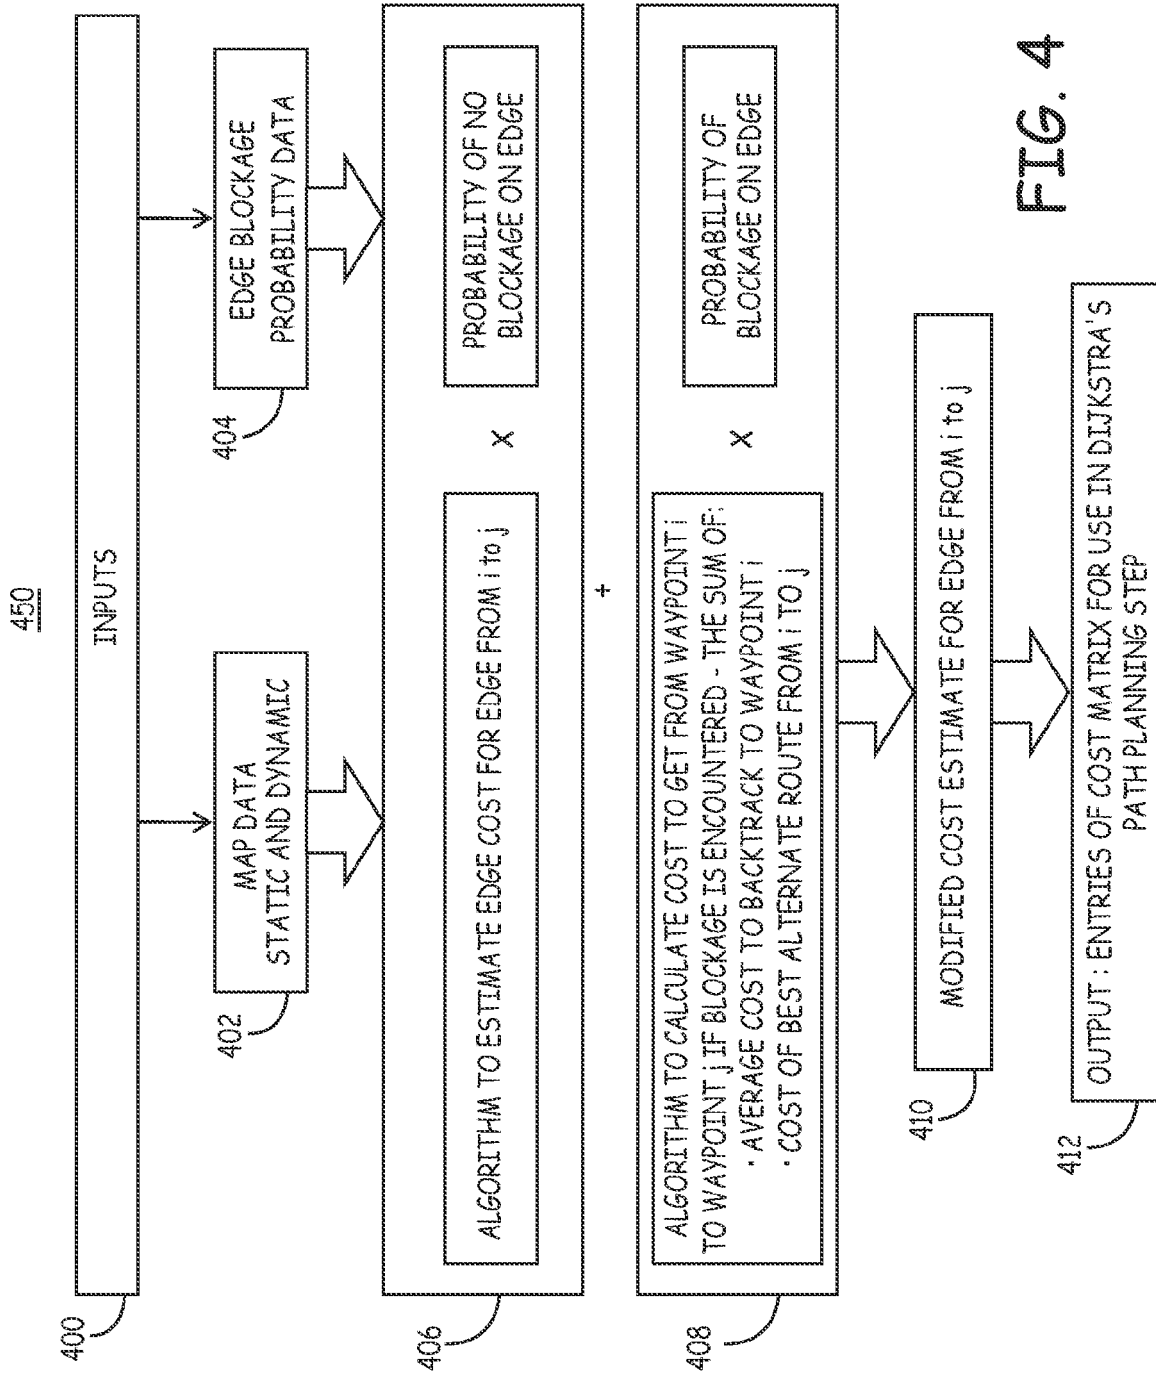 450
400
INPUTS
402
MAP DATA
STATIC AND DYNAMIC
404
EDGE BLOCKAGE
PROBABILITY DATA
406
ALGORITHM TO ESTIMATE EDGE COST FOR EDGE FROM i to j
X
PROBABILITY OF NO
BLOCKAGE ON EDGE
+
408
ALGORITHM TO CALCULATE COST TO GET FROM WAYPOINT i
TO WAYPOINT j IF BLOCKAGE IS ENCOUNTERED - THE SUM OF:
· AVERAGE COST TO BACKTRACK TO WAYPOINT i
· COST OF BEST ALTERNATE ROUTE FROM i TO j
X
PROBABILITY OF
BLOCKAGE ON EDGE
410
MODIFIED COST ESTIMATE FOR EDGE FROM i to j
412
OUTPUT : ENTRIES OF COST MATRIX FOR USE IN DIJKSTRA'S
PATH PLANNING STEP
FIG. 4